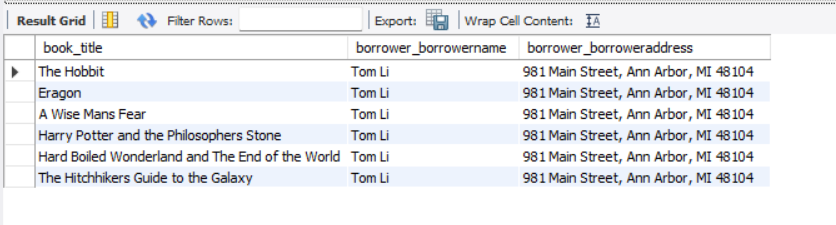 Result Grid Filter Rows: Export: Wrap Cell Content: IA
book_title borrower_borrowername borrower_borroweraddress
The Hobbit Tom Li 981 Main Street, Ann Arbor, MI 48104
Eragon Tom Li 981 Main Street, Ann Arbor, MI 48104
A Wise Mans Fear Tom Li 981 Main Street, Ann Arbor, MI 48104
Harry Potter and the Philosophers Stone Tom Li 981 Main Street, Ann Arbor, MI 48104
Hard Boiled Wonderland and The End of the World Tom Li 981 Main Street, Ann Arbor, MI 48104
The Hitchhikers Guide to the Galaxy Tom Li 981 Main Street, Ann Arbor, MI 48104